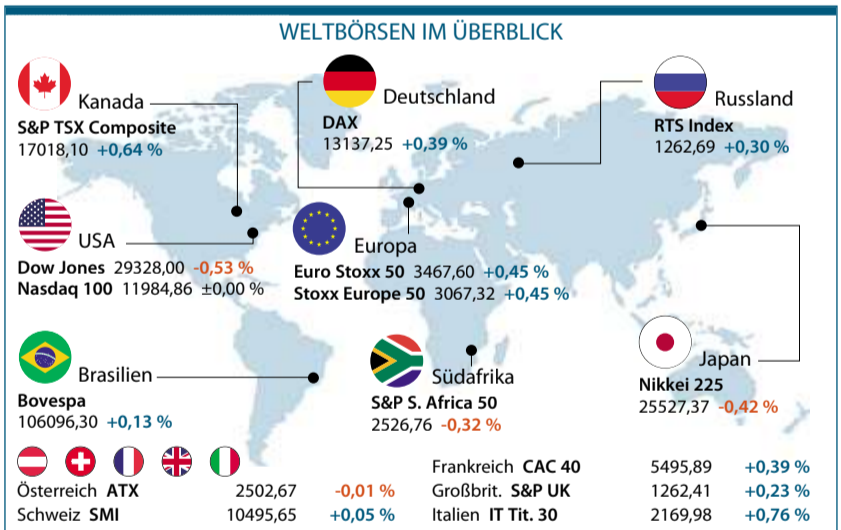 WELTBÖRSEN IM ÜBERBLICK
Kanada
S&P TSX Composite
17018,10 +0,64 %
Deutschland
DAX
13137,25 +0,39 %
Russland
RTS Index
1262,69 +0,30 %
USA
Dow Jones 29328,00 -0,53 %
Nasdaq 100 11984,86 ±0,00 %
Europa
Euro Stoxx 50 3467,60 +0,45 %
Stoxx Europe 50 3067,32 +0,45 %
Brasilien
Bovespa
106096,30 +0,13 %
Südafrika
S&P S. Africa 50
2526,76 -0,32 %
Japan
Nikkei 225
25527,37 -0,42 %
Österreich ATX 2502,67 -0,01 %
Schweiz SMI 10495,65 +0,05 %
Frankreich CAC 40 5495,89 +0,39 %
Großbrit. S&P UK 1262,41 +0,23 %
Italien IT Tit. 30 2169,98 +0,76 %